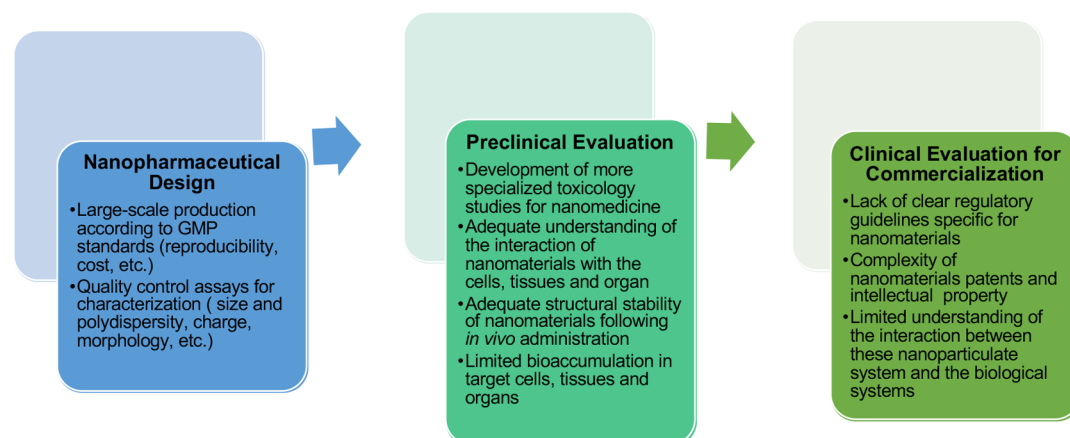 Nanopharmaceutical
Design
•Large-scale production
according to GMP
standards (reproducibility,
cost, etc.)
•Quality control assays for
characterization ( size and
polydispersity, charge,
morphology, etc.)
Preclinical Evaluation
•Development of more
specialized toxicology
studies for nanomedicine
•Adequate understanding of
the interaction of
nanomaterials with the
cells, tissues and organ
•Adequate structural stability
of nanomaterials following
in vivo administration
•Limited bioaccumulation in
target cells, tissues and
organs
Clinical Evaluation for
Commercialization
•Lack of clear regulatory
guidelines specific for
nanomaterials
•Complexity of
nanomaterials patents and
intellectual property
•Limited understanding of
the interaction between
these nanoparticulate
system and the biological
systems